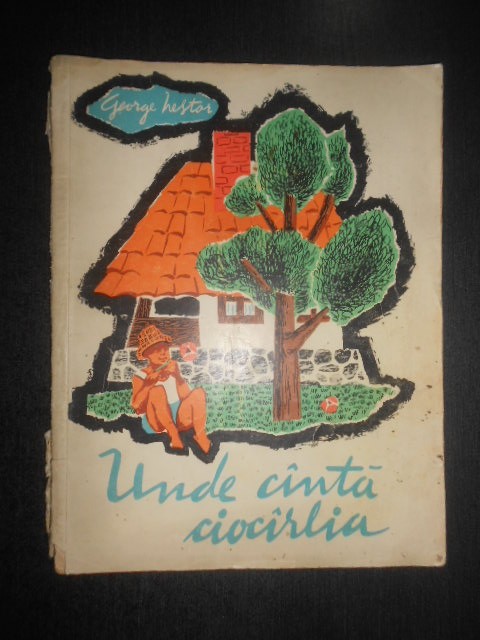 George Nestor
Unde cîntă
ciocîrlia